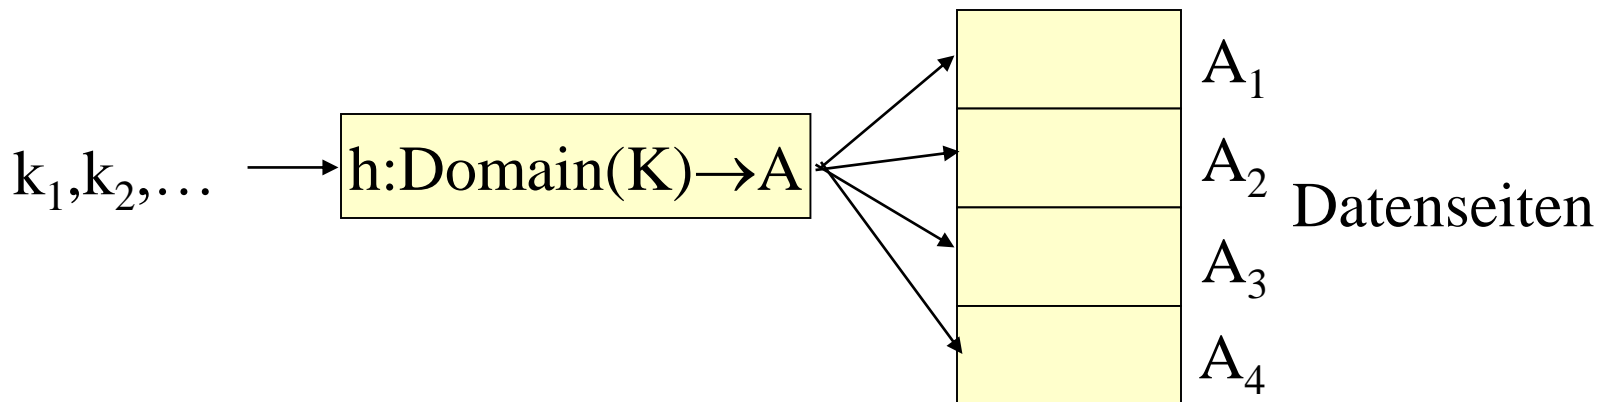 k₁,k₂,…
h:Domain(K)→A
A₁
A₂
Datenseiten
A₃
A₄